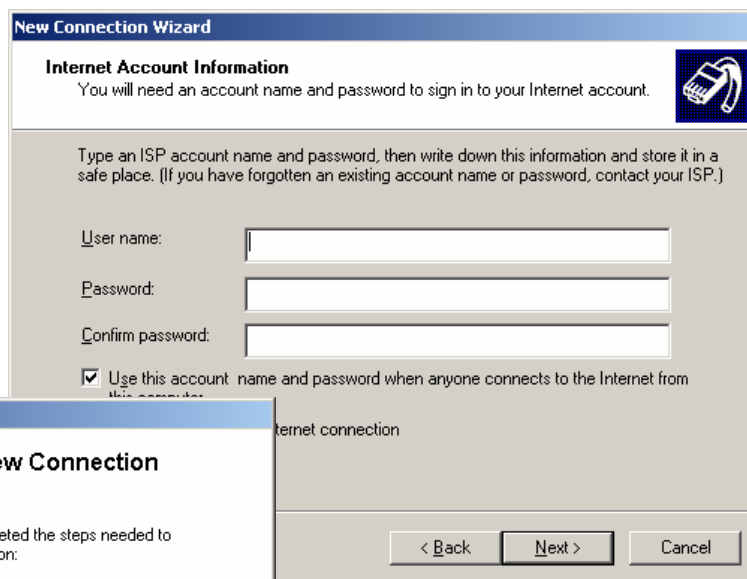 New Connection Wizard
Internet Account Information
You will need an account name and password to sign in to your Internet account.
Type an ISP account name and password, then write down this information and store it in a
safe place. (If you have forgotten an existing account name or password, contact your ISP.)
User name:
Password:
Confirm password:
Use this account name and password when anyone connects to the Internet from
this computer
ternet connection
ew Connection
eted the steps needed to
on:
< Back
Next >
Cancel